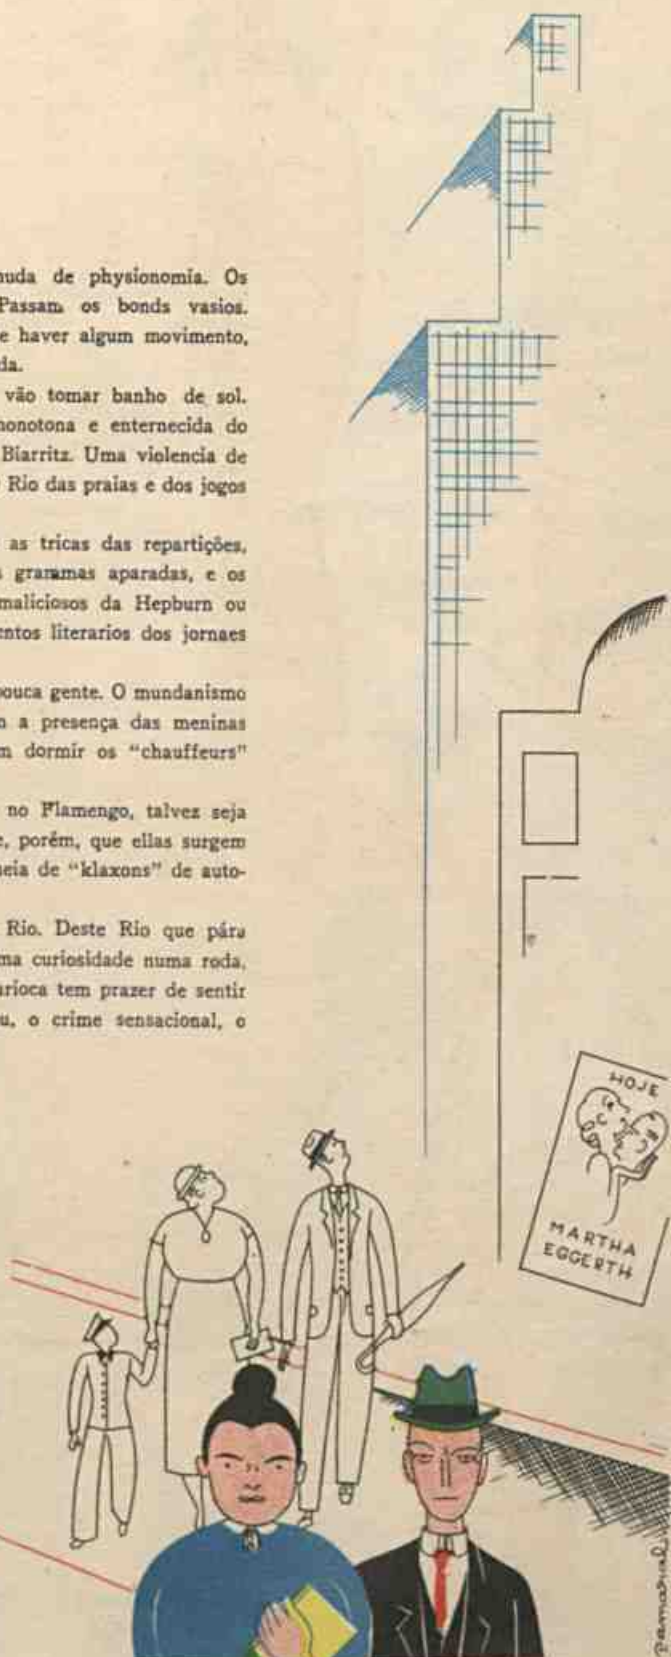 nuda de physionomia. Os
Passam os bonds vasios.
e haver algum movimento,
da.
vão tomar banho de sol.
nonotona e enternecida do
Biarritz. Uma violencia de
Rio das praias e dos jogos
as tricas das repartições,
s grammas aparadas, e os
maliciosos da Hepburn ou
entos literarios dos jornaes
pouca gente. O mundanismo
n a presença das meninas
m dormir os "chauffeurs"
no Flamengo, talvez seja
e, porém, que ellas surgem
neia de "klaxons" de auto-
Rio. Deste Rio que pára
ma curiosidade numa roda,
arioca tem prazer de sentir
u, o crime sensacional, o
HOJE
MARTHA
EGGERTH